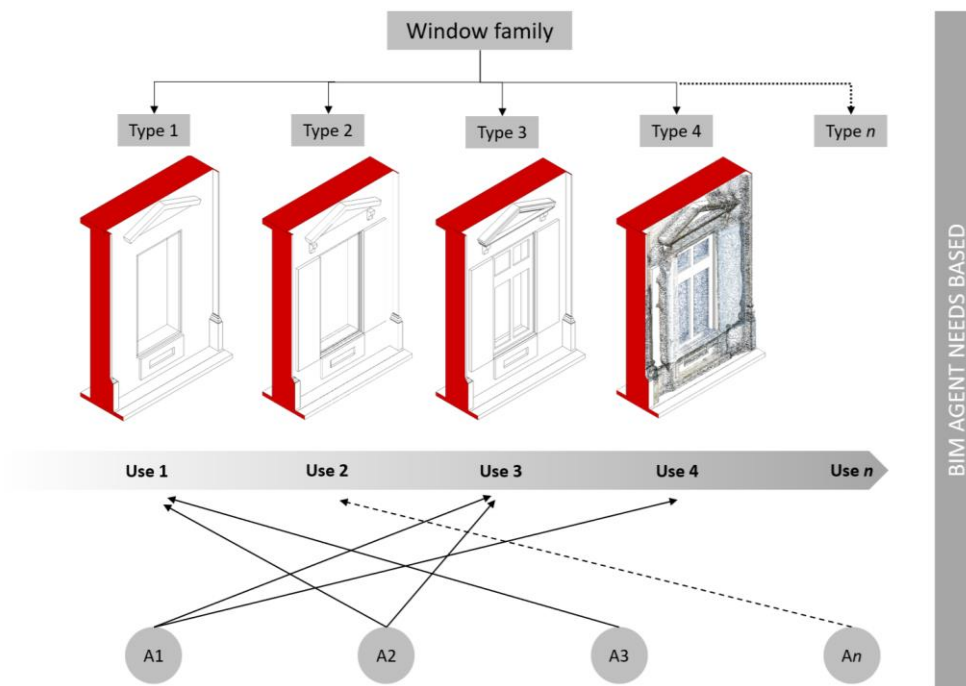 Window family
Type 1
Type 2
Type 3
Type 4
Type n
Use 1
Use 2
Use 3
Use 4
Use n
A1
A2
A3
An
BIM AGENT NEEDS BASED